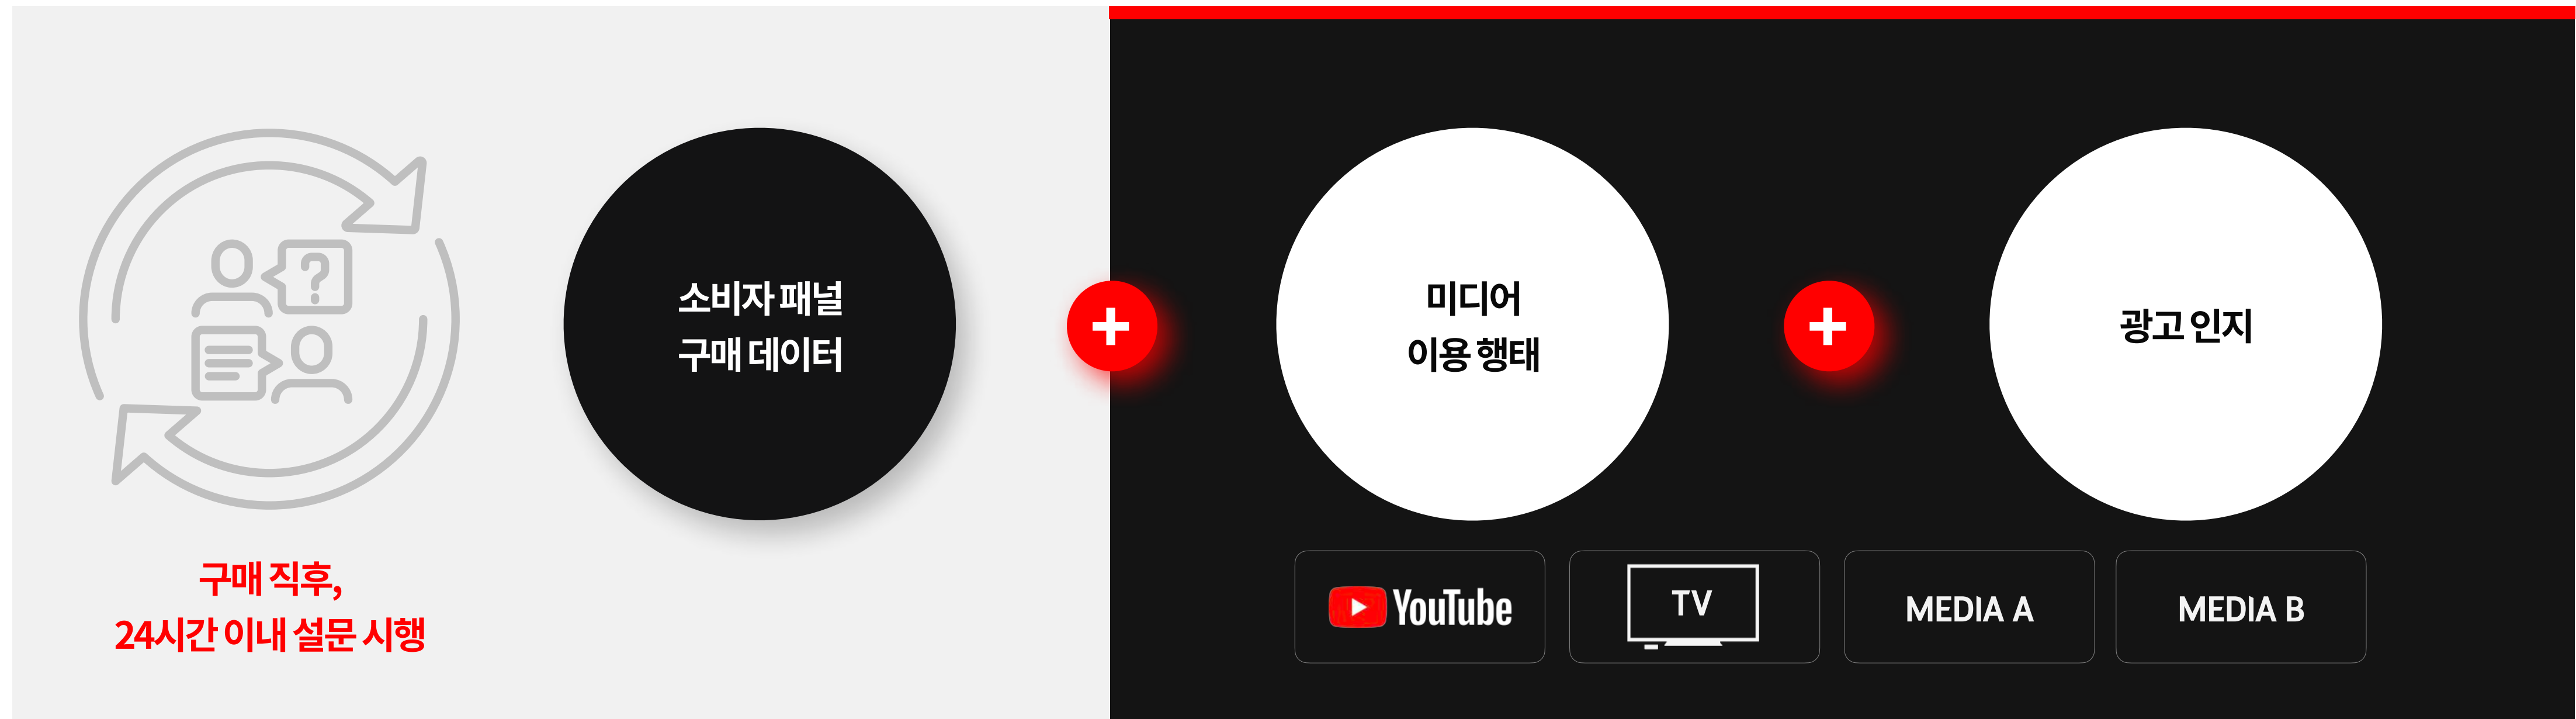 소비자 패널
구매 데이터
구매 직후,
24시간 이내 설문 시행
+
미디어
이용 행태
+
광고 인지
YouTube
TV
MEDIA A
MEDIA B
?